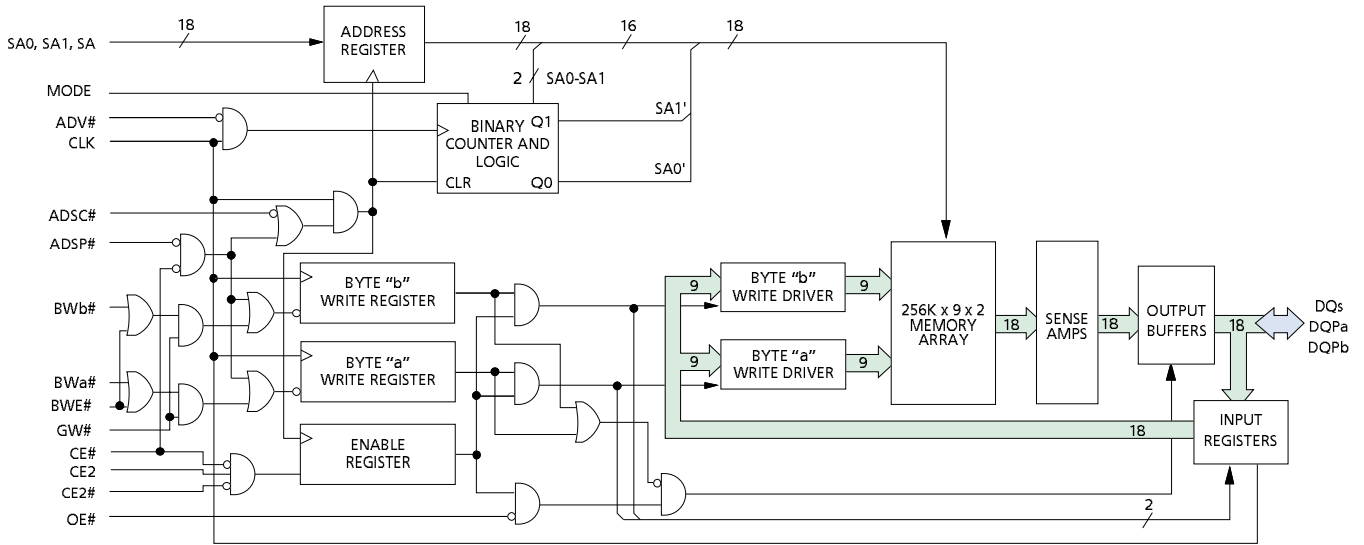 SA0, SA1, SA
18
ADDRESS
REGISTER
18
16
18
2
SA0-SA1
MODE
ADV#
CLK
BINARY
COUNTER AND
LOGIC
Q1
CLR
Q0
SA1'
SA0'
ADSC#
ADSP#
BWb#
BWa#
BWE#
GW#
CE#
CE2
CE2#
OE#
BYTE “b”
WRITE REGISTER
BYTE “a”
WRITE REGISTER
ENABLE
REGISTER
9
BYTE “b”
WRITE DRIVER
9
9
BYTE “a”
WRITE DRIVER
9
256K x 9 x 2
MEMORY
ARRAY
18
SENSE
AMPS
18
OUTPUT
BUFFERS
18
DQs
DQPa
DQPb
18
INPUT
REGISTERS
2